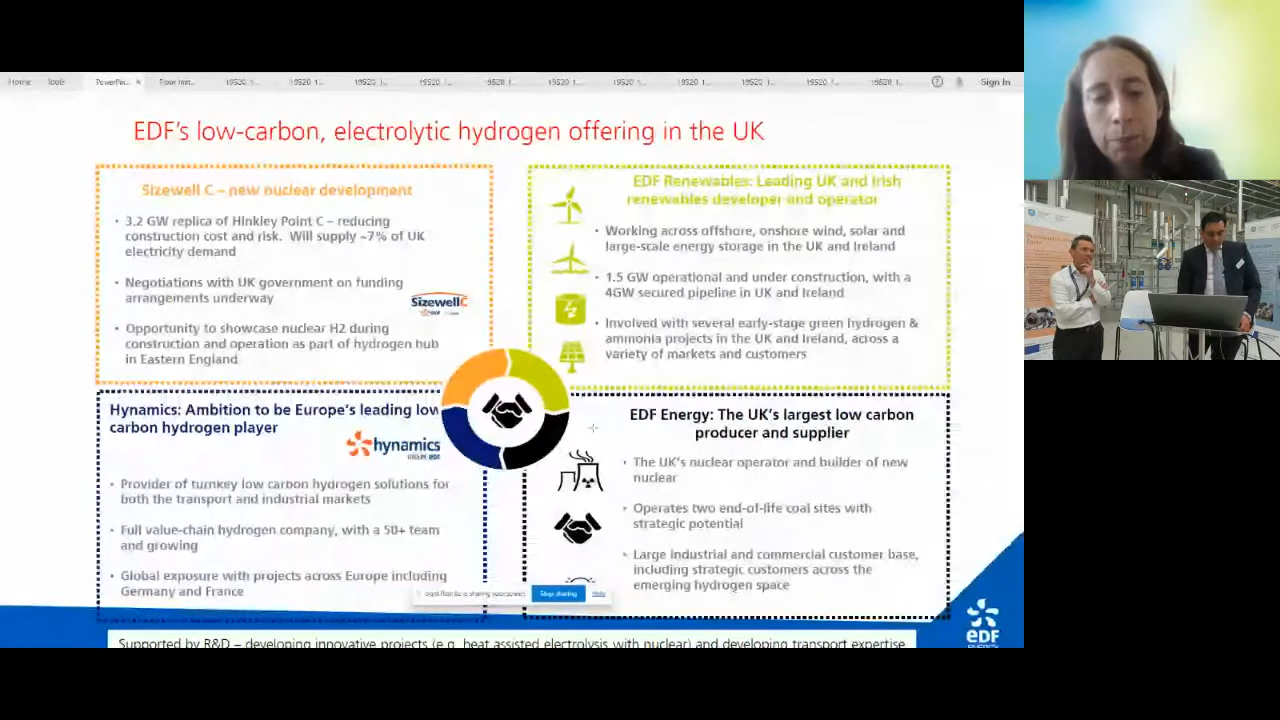 Home
Tools
Sign In
EDF's low-carbon, electrolytic hydrogen offering in the UK
Sizewell C – new nuclear development
• 3.2 GW replica of Hinkley Point C – reducing
construction cost and risk. Will supply ~7% of UK
electricity demand
• Negotiations with UK government on funding
arrangements underway
SizewellC
• Opportunity to showcase nuclear H2 during
construction and operation as part of hydrogen hub
in Eastern England
EDF Renewables: Leading UK and Irish
renewables developer and operator
• Working across offshore, onshore wind, solar and
large-scale energy storage in the UK and Ireland
• 1.5 GW operational and under construction, with a
4GW secured pipeline in UK and Ireland
• Involved with several early-stage green hydrogen &
ammonia projects in the UK and Ireland, across a
variety of markets and customers
Hynamics: Ambition to be Europe's leading low
carbon hydrogen player
hynamics
GROUPE EDF
• Provider of turnkey low carbon hydrogen solutions for
both the transport and industrial markets
• Full value-chain hydrogen company, with a 50+ team
and growing
• Global exposure with projects across Europe including
Germany and France
EDF Energy: The UK's largest low carbon
producer and supplier
• The UK's nuclear operator and builder of new
nuclear
• Operates two end-of-life coal sites with
strategic potential
• Large industrial and commercial customer base,
including strategic customers across the
emerging hydrogen space
is sharing your screen
Stop sharing
Hide
Supported by R&D – developing innovative projects (e.g. heat assisted electrolysis with nuclear) and developing transport expertise
eDF
ENERGY